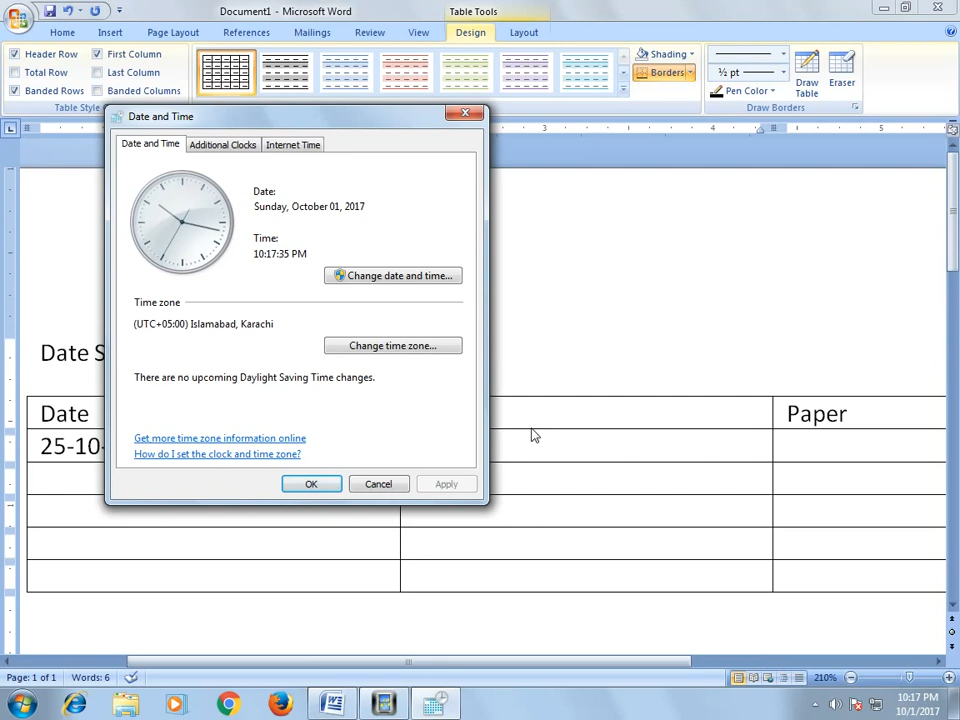 Document1 - Microsoft Word
Table Tools
Home
Insert
Page Layout
References
Mailings
Review
View
Design
Layout
Header Row
First Column
Total Row
Last Column
Banded Rows
Banded Columns
Table Style
Shading
Borders
½ pt
Pen Color
Draw Table
Eraser
Draw Borders
3
4
5
Date and Time
Date and Time
Additional Clocks
Internet Time
Date:
Sunday, October 01, 2017
Time:
10:17:35 PM
Change date and time...
Time zone
(UTC+05:00) Islamabad, Karachi
Change time zone...
There are no upcoming Daylight Saving Time changes.
Get more time zone information online
How do I set the clock and time zone?
OK
Cancel
Apply
Date S
Date
Paper
25-10-
Page: 1 of 1
Words: 6
210%
10:17 PM
10/1/2017